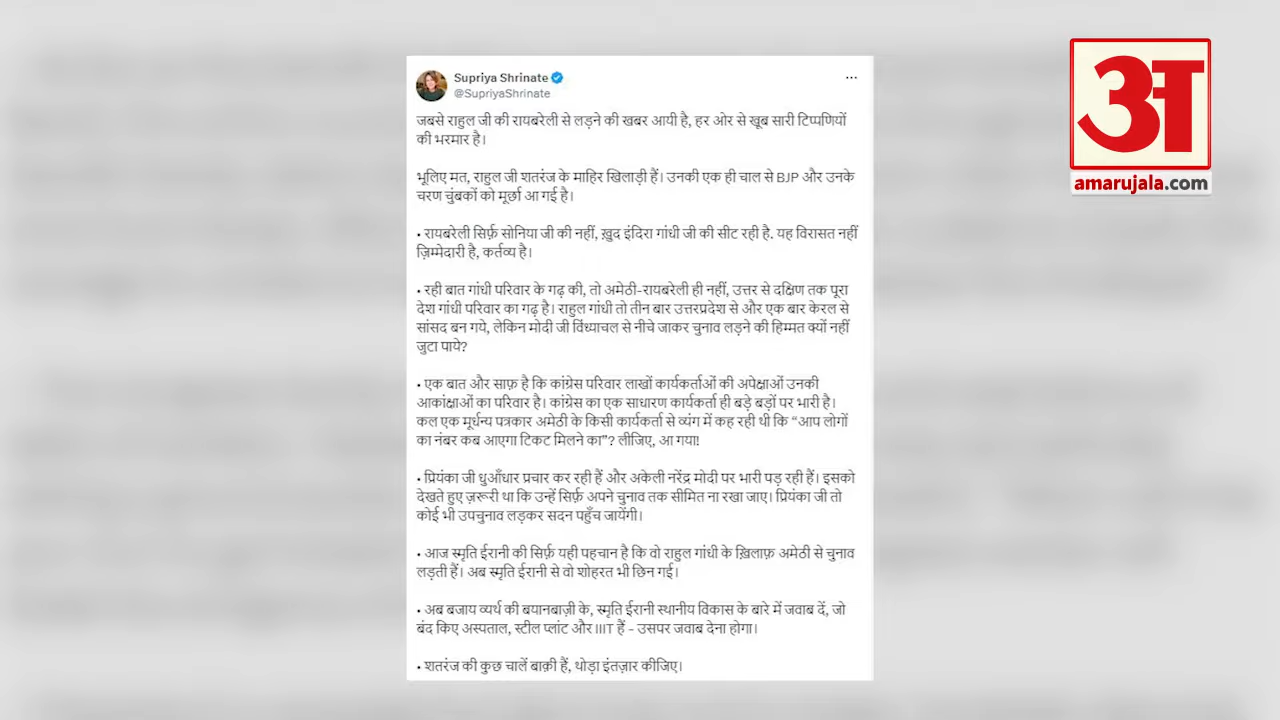 Supriya Shrinate
@SupriyaShrinate
जबसे राहुल जी की रायबरेली से लड़ने की खबर आयी है, हर ओर से खूब सारी टिप्पणियों
की भरमार है।
भूलिए मत, राहुल जी शतरंज के माहिर खिलाड़ी हैं। उनकी एक ही चाल से BJP और उनके
चरण चुंबकों को मूर्छा आ गई है।
• रायबरेली सिर्फ़ सोनिया जी की नहीं, ख़ुद इंदिरा गांधी जी की सीट रही है. यह विरासत नहीं
ज़िम्मेदारी है, कर्तव्य है।
• रही बात गांधी परिवार के गढ़ की, तो अमेठी-रायबरेली ही नहीं, उत्तर से दक्षिण तक पूरा
देश गांधी परिवार का गढ़ है। राहुल गांधी तो तीन बार उत्तरप्रदेश से और एक बार केरल से
सांसद बन गये, लेकिन मोदी जी विंध्याचल से नीचे जाकर चुनाव लड़ने की हिम्मत क्यों नहीं
जुटा पाये?
• एक बात और साफ़ है कि कांग्रेस परिवार लाखों कार्यकर्ताओं की अपेक्षाओं उनकी
आकांक्षाओं का परिवार है। कांग्रेस का एक साधारण कार्यकर्ता ही बड़े बड़ों पर भारी है।
कल एक मूर्धन्य पत्रकार अमेठी के किसी कार्यकर्ता से व्यंग में कह रही थी कि “आप लोगों
का नंबर कब आएगा टिकट मिलने का”? लीजिए, आ गया!
• प्रियंका जी धुआँधार प्रचार कर रही हैं और अकेली नरेंद्र मोदी पर भारी पड़ रही हैं। इसको
देखते हुए ज़रूरी था कि उन्हें सिर्फ़ अपने चुनाव तक सीमित ना रखा जाए। प्रियंका जी तो
कोई भी उपचुनाव लड़कर सदन पहुँच जायेंगी।
• आज स्मृति ईरानी की सिर्फ़ यही पहचान है कि वो राहुल गांधी के ख़िलाफ़ अमेठी से चुनाव
लड़ती हैं। अब स्मृति ईरानी से वो शोहरत भी छिन गई।
• अब बजाय व्यर्थ की बयानबाज़ी के, स्मृति ईरानी स्थानीय विकास के बारे में जवाब दें, जो
बंद किए अस्पताल, स्टील प्लांट और IIIT हैं - उसपर जवाब देना होगा।
• शतरंज की कुछ चालें बाक़ी हैं, थोड़ा इंतज़ार कीजिए।
अ
amarujala.com